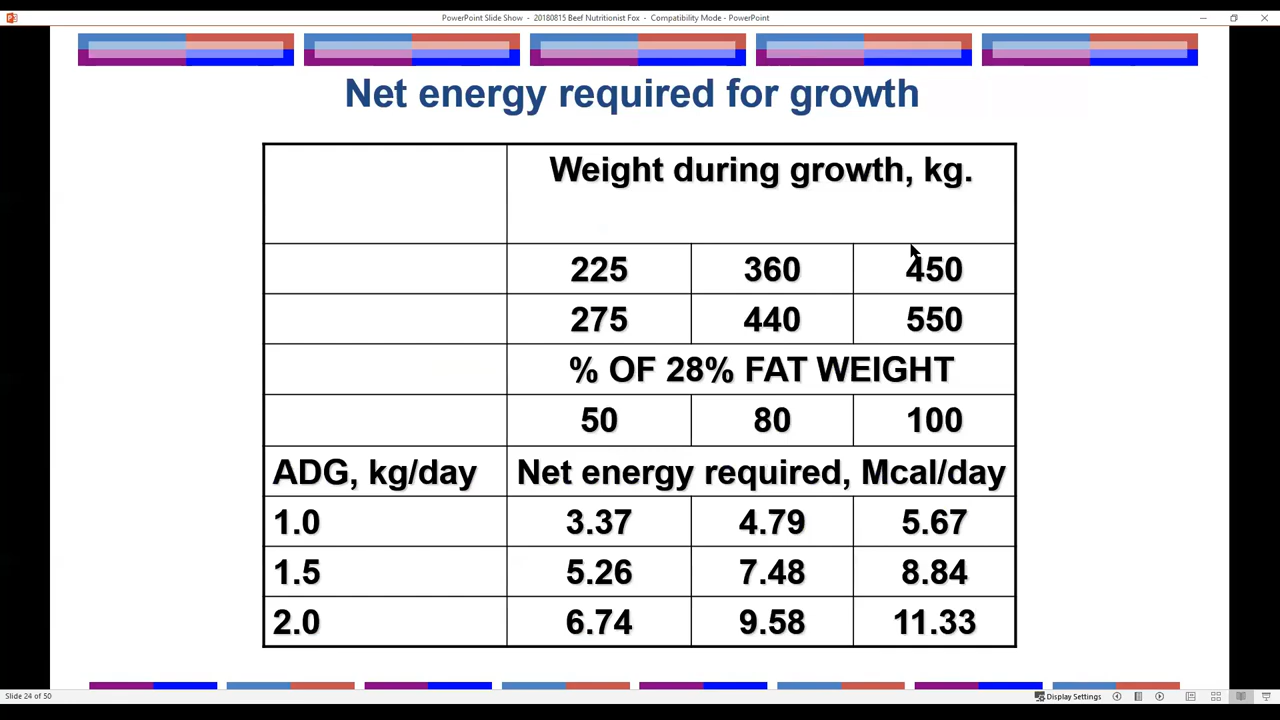 PowerPoint Slide Show - 20180815 Beef Nutritionist Fox - Compatibility Mode - PowerPoint
Net energy required for growth
Weight during growth, kg.
225 360 450
275 440 550
% OF 28% FAT WEIGHT
50 80 100
ADG, kg/day Net energy required, Mcal/day
1.0 3.37 4.79 5.67
1.5 5.26 7.48 8.84
2.0 6.74 9.58 11.33
Slide 24 of 50 Display Settings